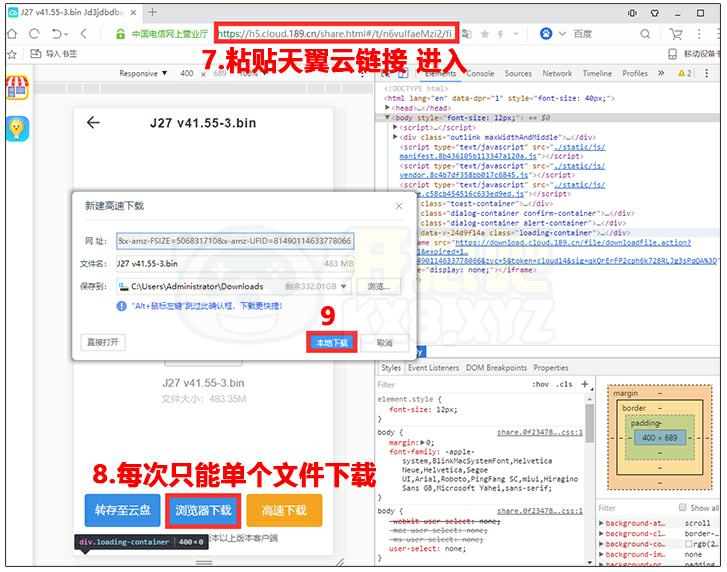 J27 v41.55-3.bin Jd3jdbdb
中国电信网上营业厅
https://h5.cloud.189.cn/share.html#/t/n6vuIfaeMzi2/fi
百度
导入书签
移动设备书签
7.粘贴天翼云链接 进入
Responsive ▼ 400 × 689 100% ▼
Elements Console Sources Network Timeline Profiles » 2
J27 v41.55-3.bin
<!DOCTYPE html>
<html lang="en" data-dpr="1" style="font-size: 40px;">
<head>…</head>
<body style="font-size: 12px;"> == $0
<script>…</script>
<div class="outlink maxWidthAndMiddle">…</div>
<script type="text/javascript" src="./static/js/
manifest.8b436105b113347a120a.js"></script>
<script type="text/javascript" src="./static/js/
vendor.8c4b7df358bb017c6845.js"></script>
type="text/javascript" src="./static/js/
e.c58cb454516c633ed9ed.js"></script>
class="toast-container">…</div>
class="dialog-container confirm-container">…</div>
class="dialog-container alert-container">…</div>
data-v-24d9f14a class="loading-container">…</div>
ame src="https://download.cloud.189.cn/file/downloadFile.action?
&expired=1…
490114633778066&zyc=5&token=cloud14&sig=qkOrErFP2cph6k728RLJg3sPqQA%3D"
"display: none;"></iframe>
新建高速下载
网 址: &x-amz-FSIZE=506831710&x-amz-UFID=81490114633778066
文件名: J27 v41.55-3.bin 483 MB
保存到: C:\Users\Administrator\Downloads 剩余332.01GB ▼ 浏览...
"Alt+鼠标左键"跳过此确认框，下载更快捷!
9
直接打开 本地下载 取消
开心电玩
KXDW.XYZ
J27 v41.55-3.bin
文件大小: 483.35M
8.每次只能单个文件下载
转存至云盘 浏览器下载 高速下载
版本以上版本客户端
div.loading-container 400×0
Styles Event Listeners DOM Breakpoints Properties
Filter :hov .cls +
element.style {
font-size: 12px;
}
body { share.0f23478….css:1
margin:▶0;
font-family: -apple-
system,BlinkMacSystemFont,Helvetica
Neue,Helvetica,Segoe
UI,Arial,Roboto,PingFang SC,miui,Hiragino
Sans GB,Microsoft Yahei,sans-serif;
}
body { share.0f23478….css:1
-webkit-user-select: none;
-moz-user-select: none;
-ms-user-select: none;
user-select: none;
}
margin –
border –
padding –
400 × 689
Filter Show all
background-at… scroll
background-cl… border-box
background-co… rgb(2
background-im… none